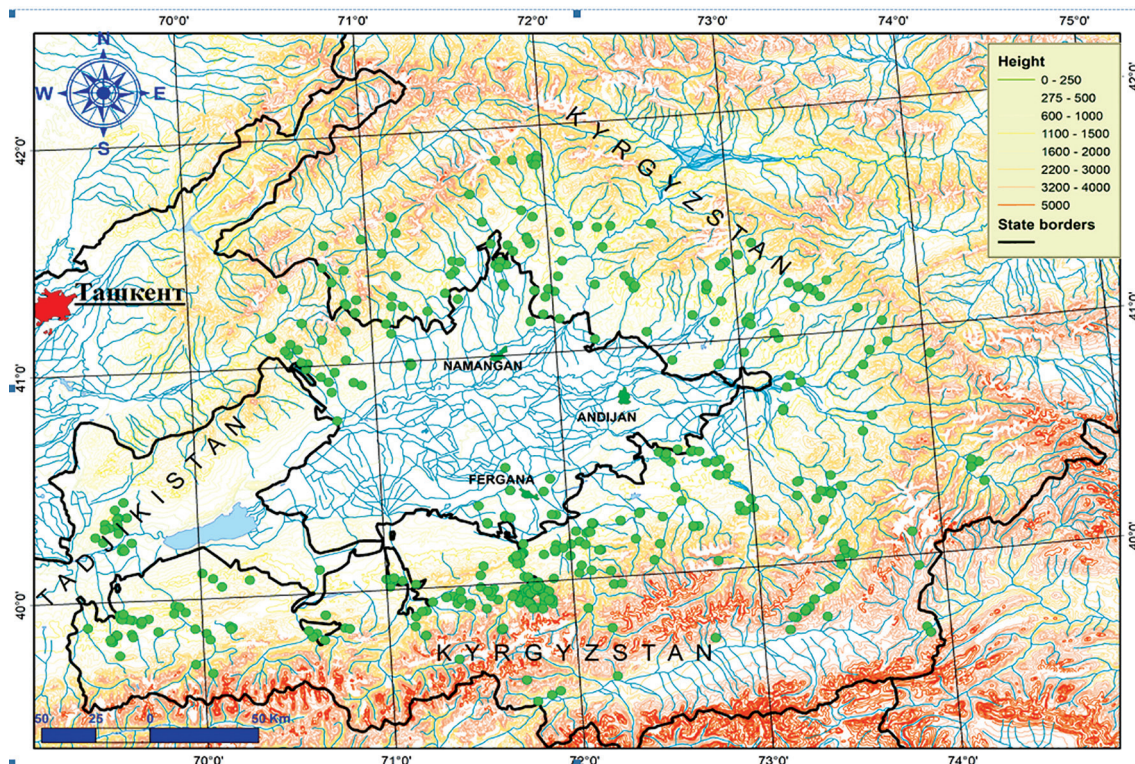 70°0' 71°0' 72°0' 73°0' 74°0' 75°0'
N
W E
S
Height
0 - 250
275 - 500
600 - 1000
1100 - 1500
1600 - 2000
2200 - 3000
3200 - 4000
5000
State borders
42°0'
42°0'
KYRGYZSTAN
Ташкент
41°0'
41°0'
NAMANGAN
ANDIJAN
FERGANA
TADJIKISTAN
40°0'
40°0'
KYRGYZSTAN
50 25 0 50 Km
70°0' 71°0' 72°0' 73°0' 74°0'